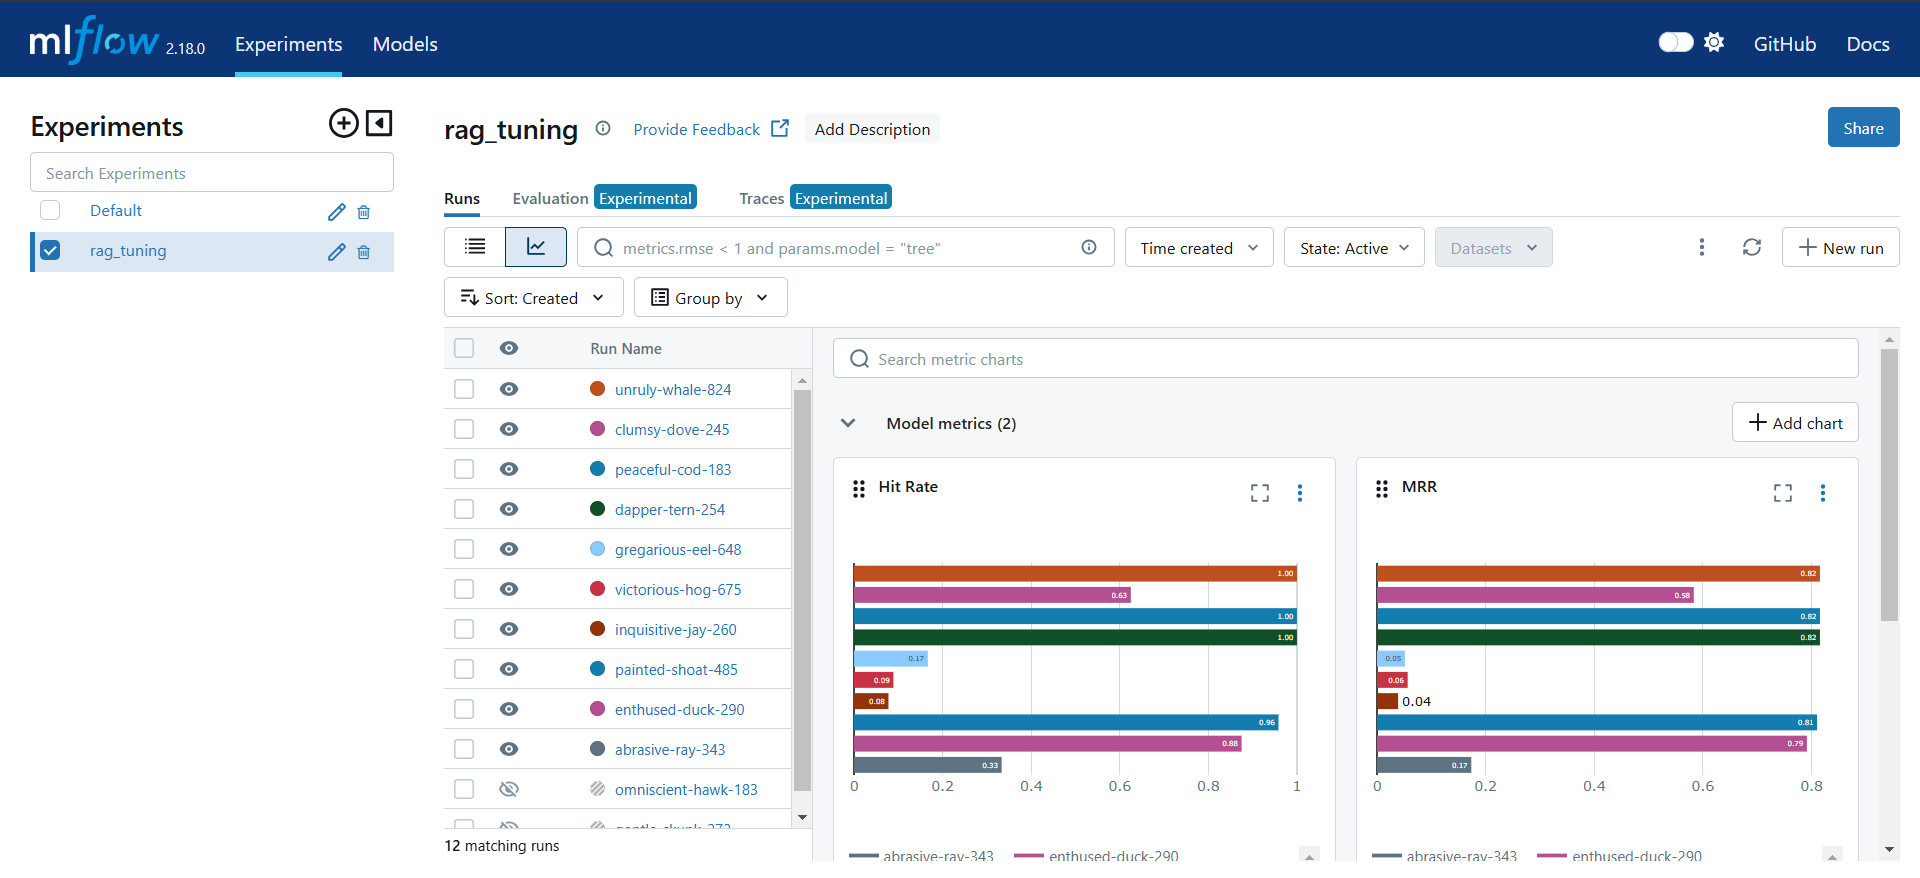 mlflow 2.18.0 Experiments Models GitHub Docs
Experiments
Search Experiments
Default
rag_tuning
rag_tuning Provide Feedback Add Description Share
Runs Evaluation Experimental Traces Experimental
metrics.rmse < 1 and params.model = "tree" Time created State: Active Datasets New run
Sort: Created Group by
Run Name
unruly-whale-824
clumsy-dove-245
peaceful-cod-183
dapper-tern-254
gregarious-eel-648
victorious-hog-675
inquisitive-jay-260
painted-shoat-485
enthused-duck-290
abrasive-ray-343
omniscient-hawk-183
12 matching runs
Search metric charts
Model metrics (2) Add chart
Hit Rate
1.00
0.63
1.00
1.00
0.17
0.09
0.08
0.96
0.88
0.33
0 0.2 0.4 0.6 0.8 1
abrasive-ray-343 enthused-duck-290
MRR
0.82
0.58
0.82
0.82
0.05
0.06
0.04
0.81
0.79
0.17
0 0.2 0.4 0.6 0.8
abrasive-ray-343 enthused-duck-290